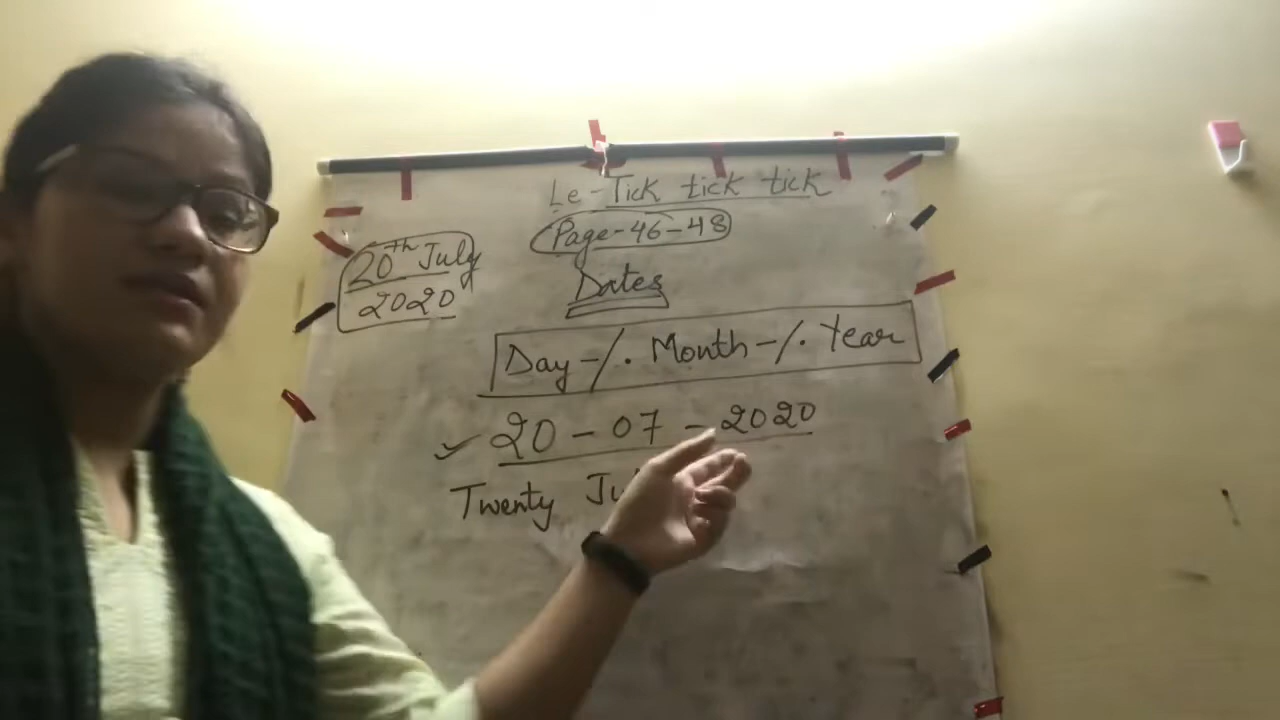 Le-Tick tick tick
Page-46-48
20th July
2020
Dates
Day-/. Month-/. Year
✓ 20-07-2020
Twenty